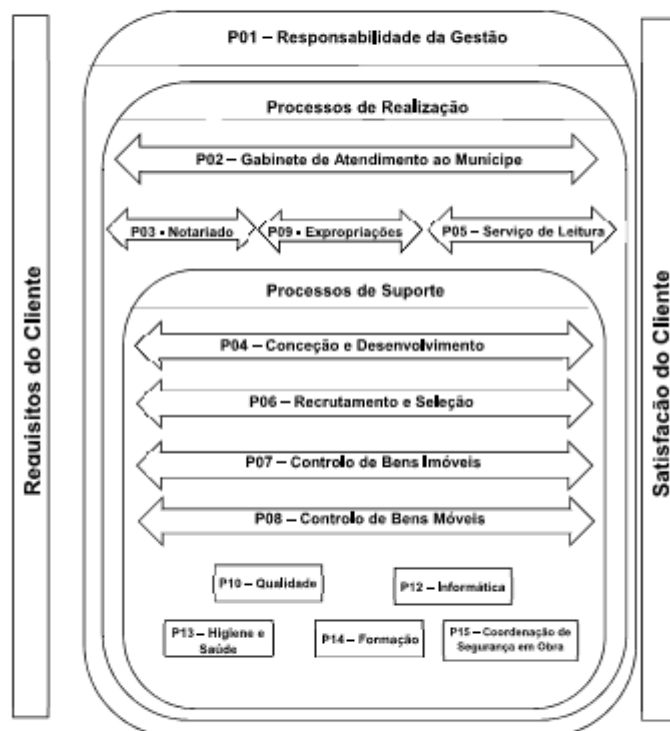 Requisitos do Cliente
P01 – Responsabilidade da Gestão
Processos de Realização
P02 – Gabinete de Atendimento ao Munícipe
P03 - Notariado
P09 - Expropriações
P05 – Serviço de Leitura
Processos de Suporte
P04 – Conceção e Desenvolvimento
P06 – Recrutamento e Seleção
P07 – Controlo de Bens Imóveis
P08 – Controlo de Bens Móveis
P10 – Qualidade
P12 – Informática
P13 – Higiene e
Saúde
P14 – Formação
P15 – Coordenação de
Segurança em Obra
Satisfação do Cliente